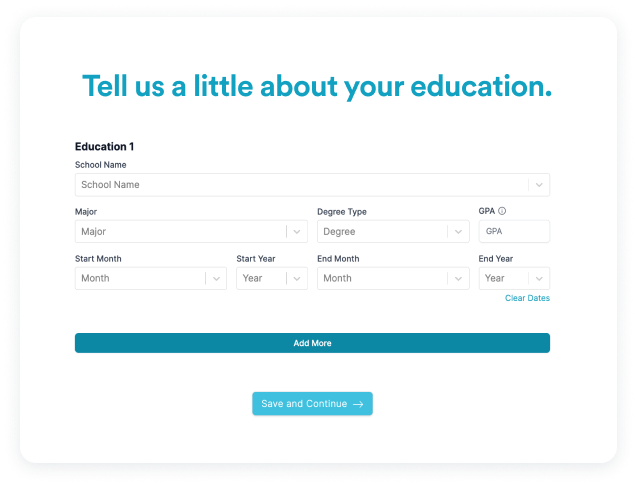 Tell us a little about your education.
Education 1
School Name
School Name
Major Degree Type GPA
Major Degree GPA
Start Month Start Year End Month End Year
Month Year Month Year
Clear Dates
Add More
Save and Continue →